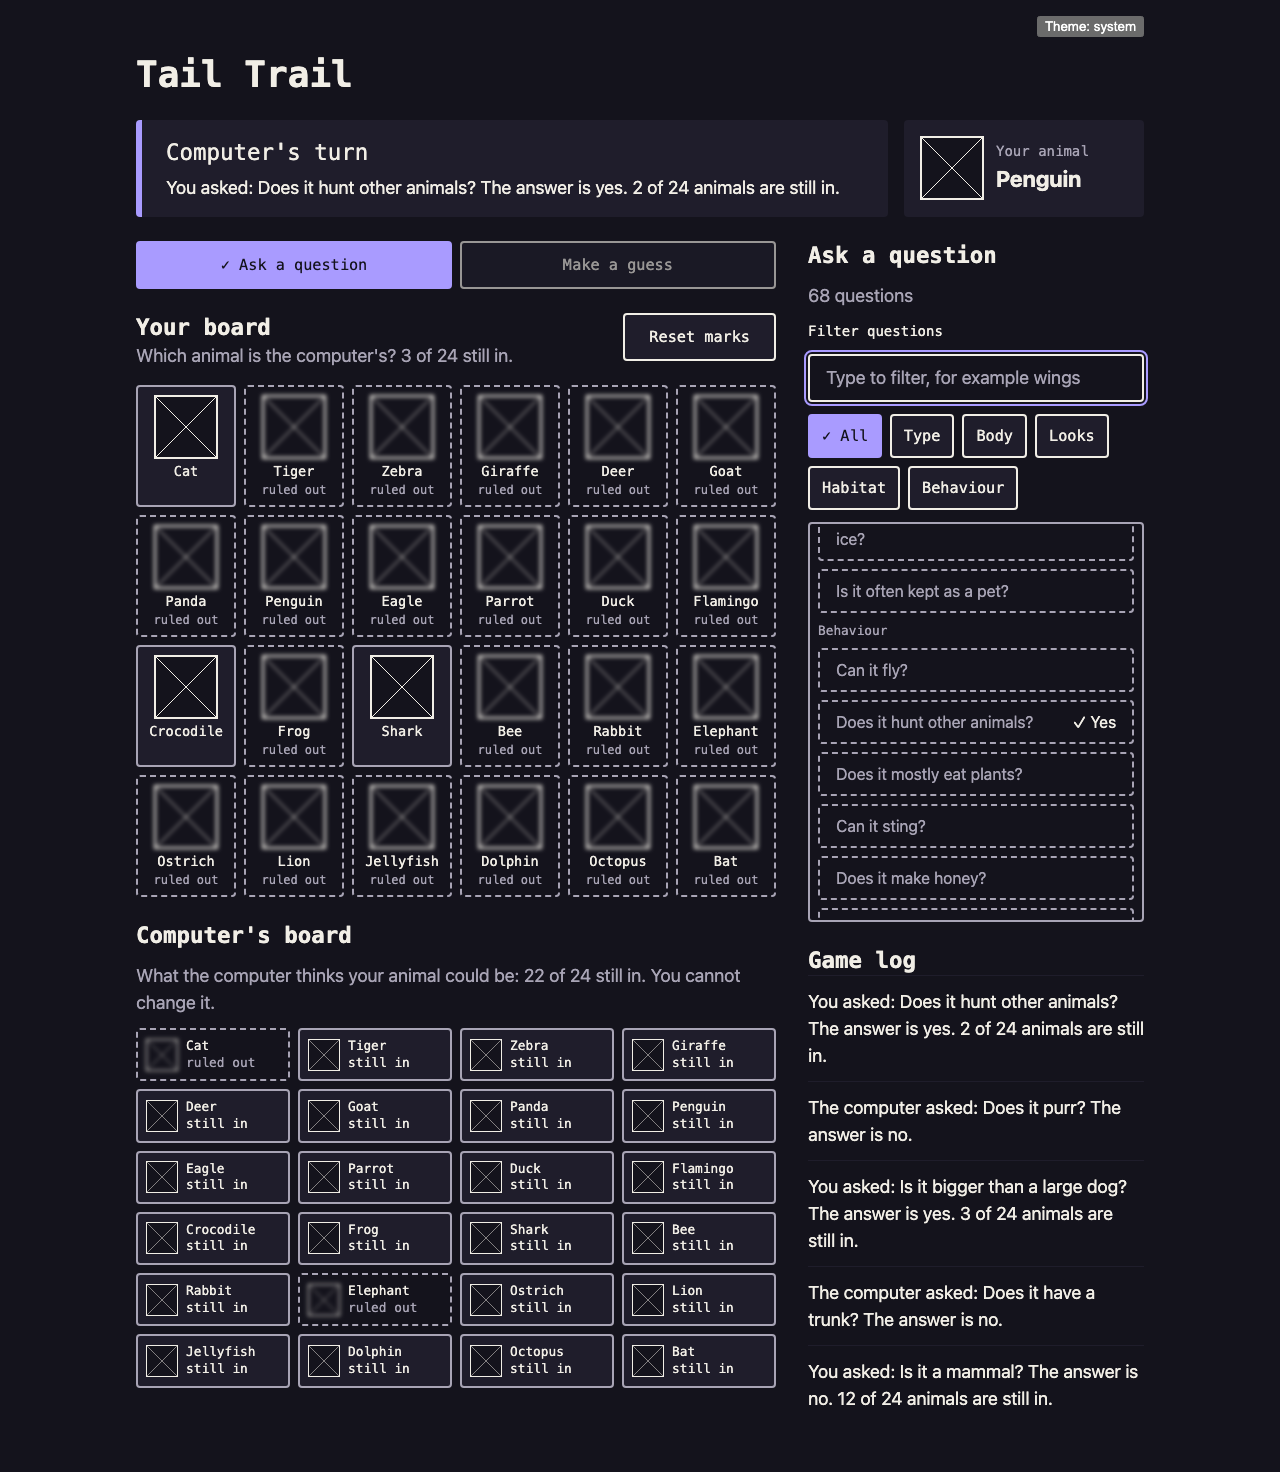 Theme: system
Tail Trail
Computer's turn
You asked: Does it hunt other animals? The answer is yes. 2 of 24 animals are still in.
Your animal
Penguin
✓ Ask a question
Make a guess
Your board
Which animal is the computer's? 3 of 24 still in.
Reset marks
Cat
Tiger
ruled out
Zebra
ruled out
Giraffe
ruled out
Deer
ruled out
Goat
ruled out
Panda
ruled out
Penguin
ruled out
Eagle
ruled out
Parrot
ruled out
Duck
ruled out
Flamingo
ruled out
Crocodile
Frog
ruled out
Shark
Bee
ruled out
Rabbit
ruled out
Elephant
ruled out
Ostrich
ruled out
Lion
ruled out
Jellyfish
ruled out
Dolphin
ruled out
Octopus
ruled out
Bat
ruled out
Computer's board
What the computer thinks your animal could be: 22 of 24 still in. You cannot
change it.
Cat
ruled out
Tiger
still in
Zebra
still in
Giraffe
still in
Deer
still in
Goat
still in
Panda
still in
Penguin
still in
Eagle
still in
Parrot
still in
Duck
still in
Flamingo
still in
Crocodile
still in
Frog
still in
Shark
still in
Bee
still in
Rabbit
still in
Elephant
ruled out
Ostrich
still in
Lion
still in
Jellyfish
still in
Dolphin
still in
Octopus
still in
Bat
still in
Ask a question
68 questions
Filter questions
Type to filter, for example wings
✓ All
Type
Body
Looks
Habitat
Behaviour
ice?
Is it often kept as a pet?
Behaviour
Can it fly?
Does it hunt other animals? ✓ Yes
Does it mostly eat plants?
Can it sting?
Does it make honey?
Game log
You asked: Does it hunt other animals?
The answer is yes. 2 of 24 animals are still
in.
The computer asked: Does it purr? The
answer is no.
You asked: Is it bigger than a large dog?
The answer is yes. 3 of 24 animals are
still in.
The computer asked: Does it have a
trunk? The answer is no.
You asked: Is it a mammal? The answer is
no. 12 of 24 animals are still in.